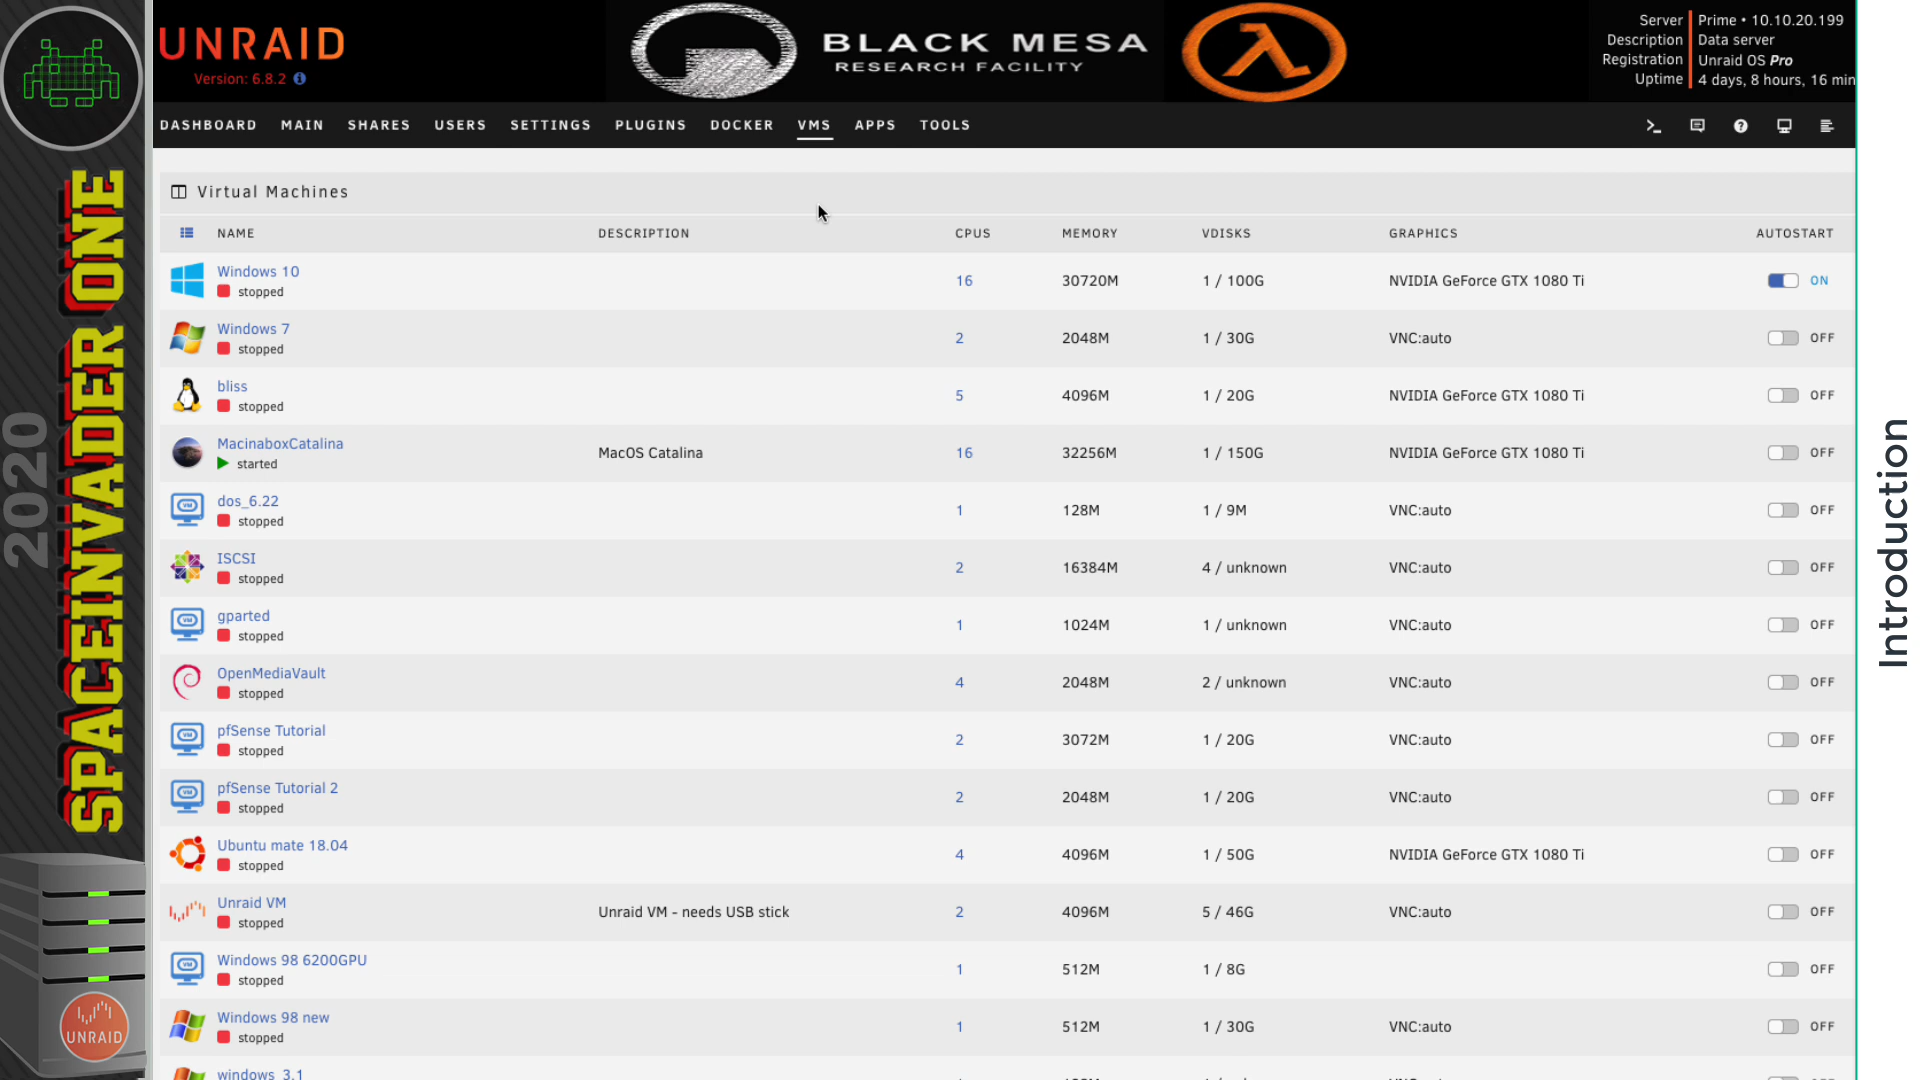 2020
SPACEINVADER ONE
UNRAID
UNRAID
Version: 6.8.2
BLACK MESA
RESEARCH FACILITY
Server Prime • 10.10.20.199
Description Data server
Registration Unraid OS Pro
Uptime 4 days, 8 hours, 16 min
DASHBOARD MAIN SHARES USERS SETTINGS PLUGINS DOCKER VMS APPS TOOLS
Virtual Machines
NAME DESCRIPTION CPUS MEMORY VDISKS GRAPHICS AUTOSTART
Windows 10
stopped
16 30720M 1 / 100G NVIDIA GeForce GTX 1080 Ti ON
Windows 7
stopped
2 2048M 1 / 30G VNC:auto OFF
bliss
stopped
5 4096M 1 / 20G NVIDIA GeForce GTX 1080 Ti OFF
MacinaboxCatalina
started
MacOS Catalina 16 32256M 1 / 150G NVIDIA GeForce GTX 1080 Ti OFF
dos_6.22
stopped
1 128M 1 / 9M VNC:auto OFF
ISCSI
stopped
2 16384M 4 / unknown VNC:auto OFF
gparted
stopped
1 1024M 1 / unknown VNC:auto OFF
OpenMediaVault
stopped
4 2048M 2 / unknown VNC:auto OFF
pfSense Tutorial
stopped
2 3072M 1 / 20G VNC:auto OFF
pfSense Tutorial 2
stopped
2 2048M 1 / 20G VNC:auto OFF
Ubuntu mate 18.04
stopped
4 4096M 1 / 50G NVIDIA GeForce GTX 1080 Ti OFF
Unraid VM
stopped
Unraid VM - needs USB stick 2 4096M 5 / 46G VNC:auto OFF
Windows 98 6200GPU
stopped
1 512M 1 / 8G OFF
Windows 98 new
stopped
1 512M 1 / 30G VNC:auto OFF
windows_3.1
Introduction